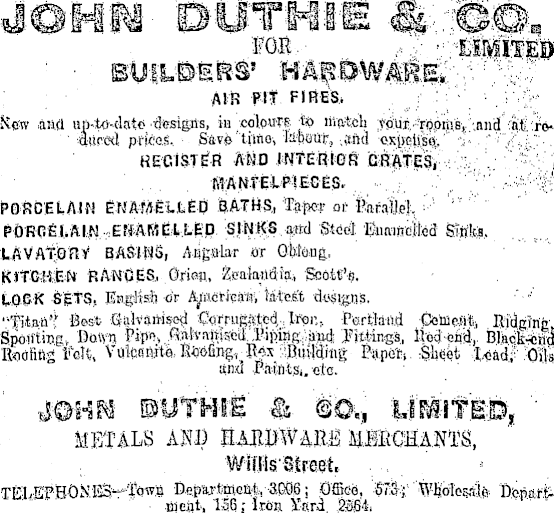 JOHN DUTHIE & CO.
FOR LIMITED
BUILDERS' HARDWARE.
AIR PIT FIRES.
New and up-to-date designs, in colours to match your rooms, and at re-
duced prices. Save time, labour, and expense.
REGISTER AND INTERIOR GRATES,
MANTELPIECES.
PORCELAIN ENAMELLED BATHS, Taper or Parallel.
PORCELAIN ENAMELLED SINKS and Steel Enamelled Sinks.
LAVATORY BASINS, Angular or Oblong.
KITCHEN RANGES, Orion, Zealandia, Scott's.
LOCK SETS, English or American, latest designs.
"Titan" Best Galvanised Corrugated Iron, Portland Cement, Ridging,
Spouting, Down Pipe, Galvanised Piping and Fittings, Red-end, Black-end
Roofing Felt, Vulcanite Roofing, Rex Building Paper, Sheet Lead, Oils
and Paints, etc.
JOHN DUTHIE & CO., LIMITED,
METALS AND HARDWARE MERCHANTS,
Willis Street.
TELEPHONES—Town Department, 3006; Office, 573; Wholesale Depart-
ment, 156; Iron Yard, 2564.